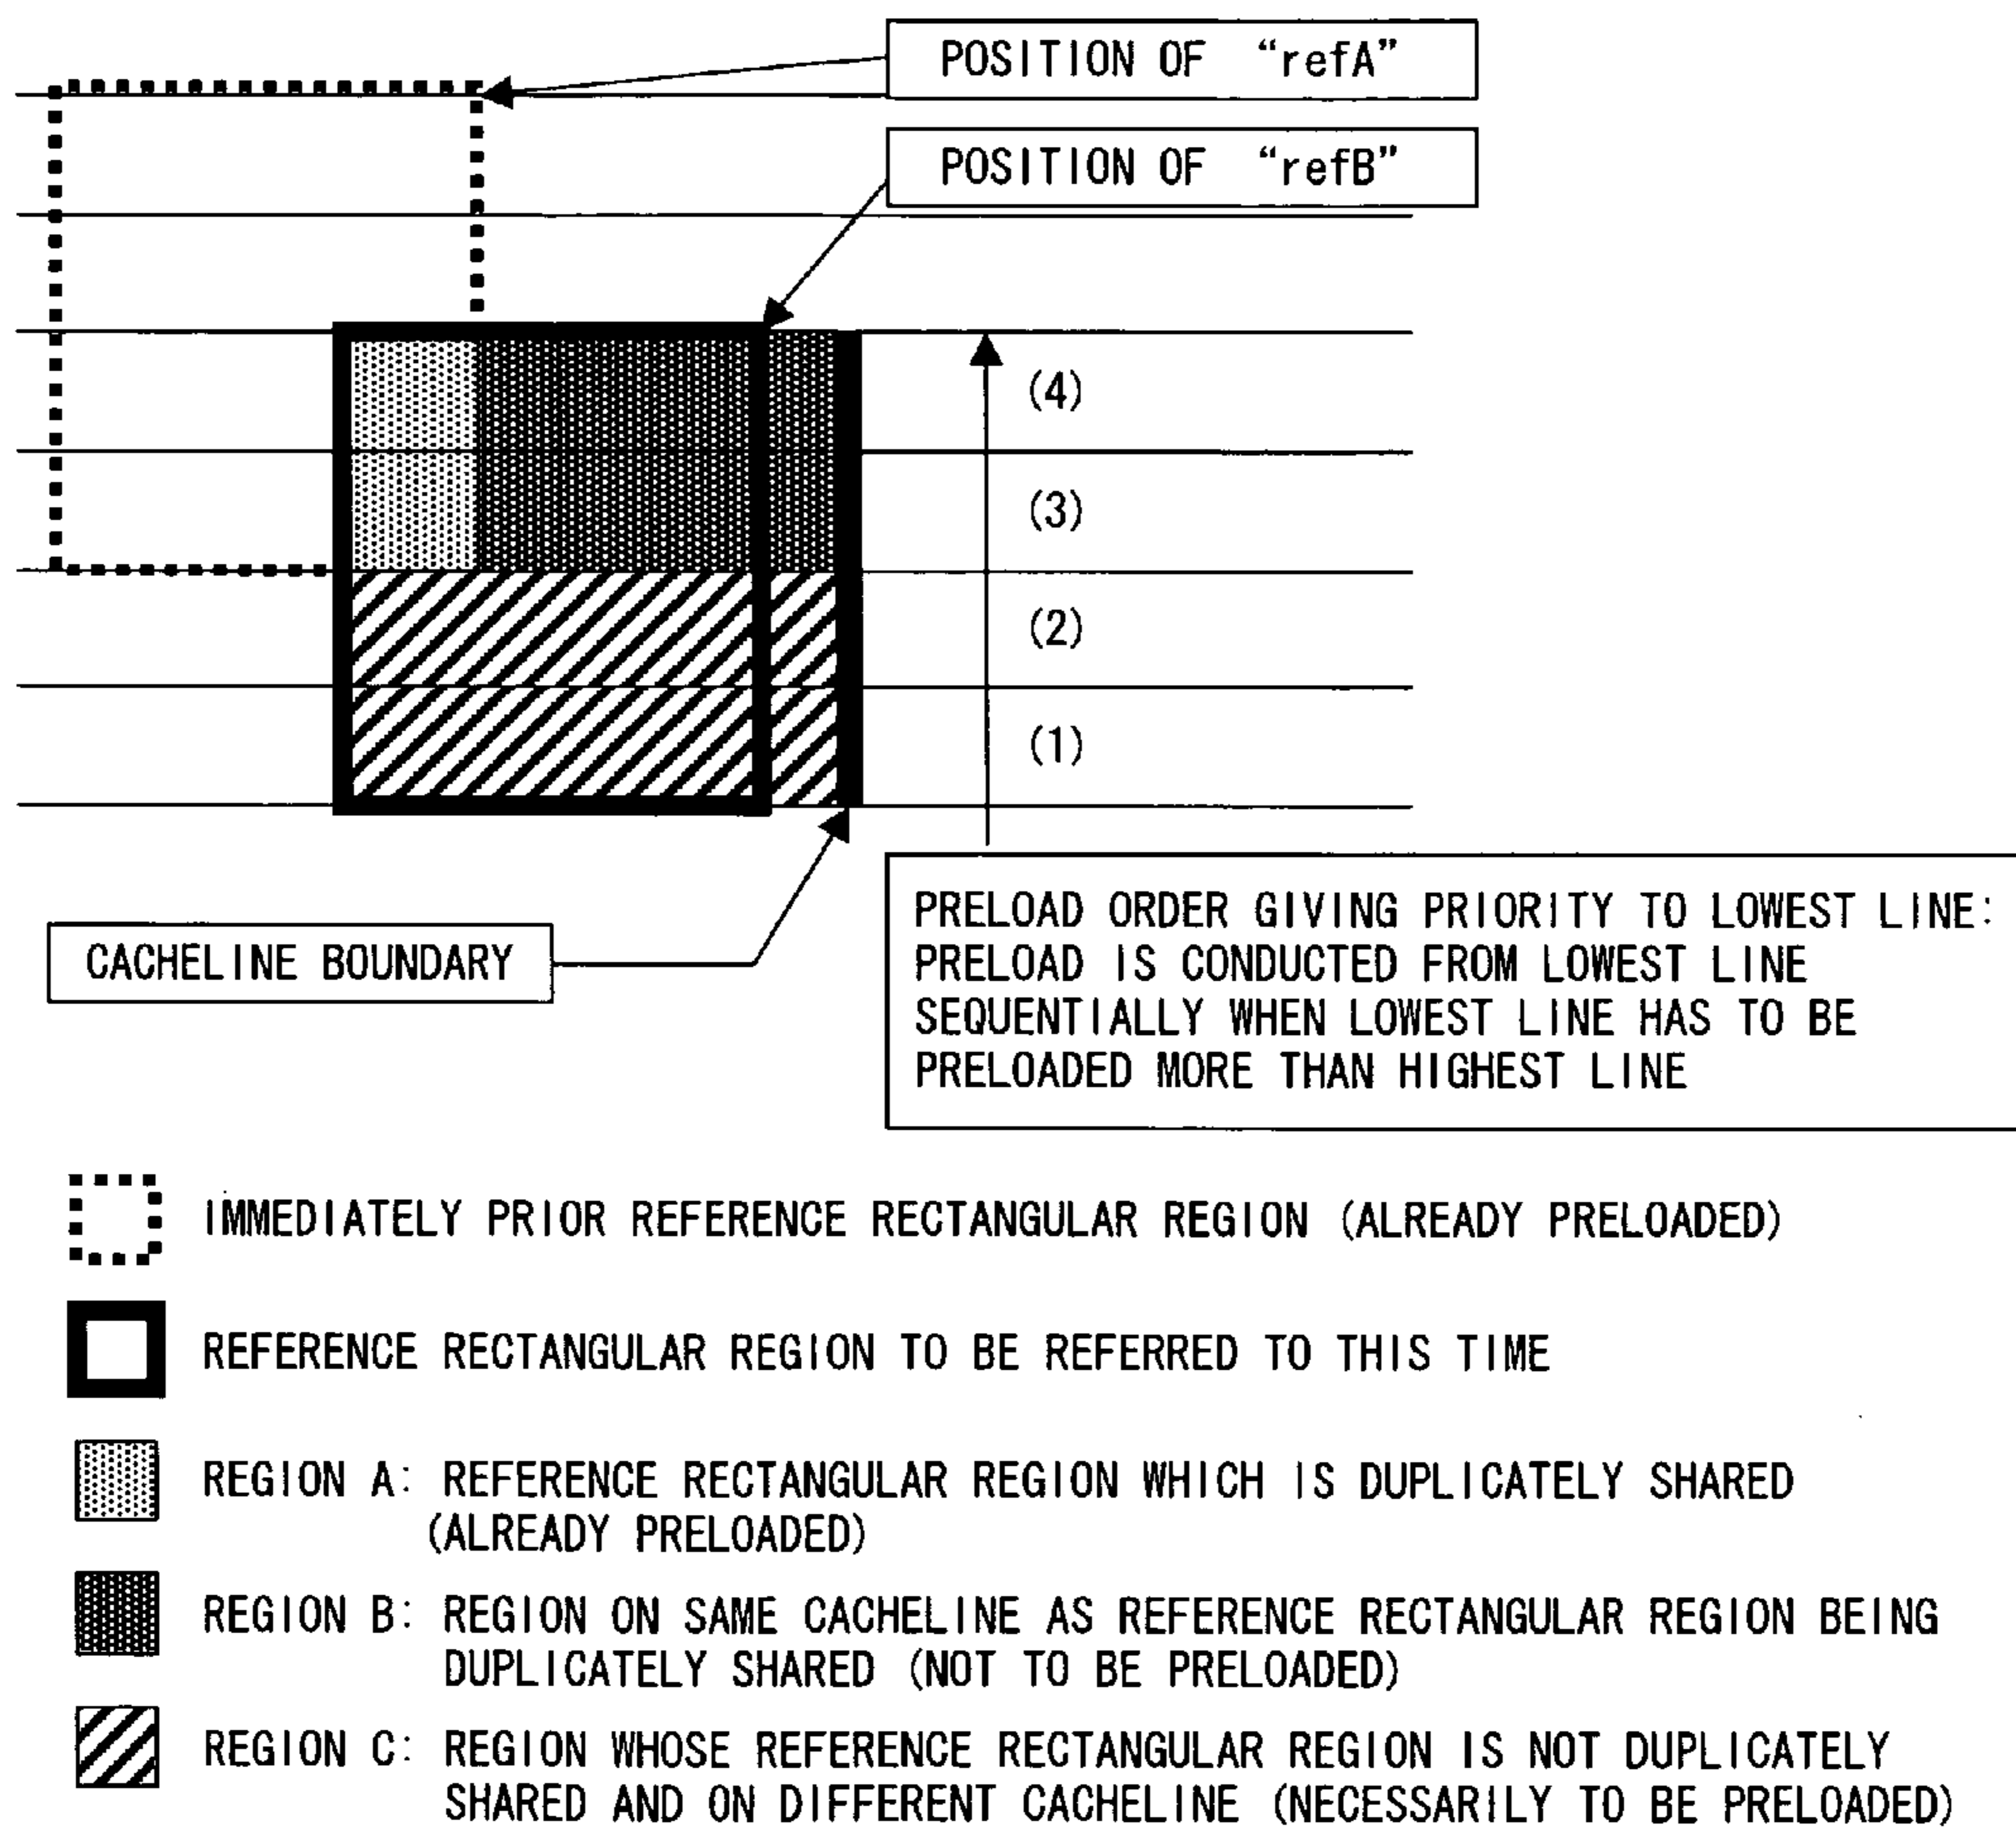 POSITION OF “refA”
POSITION OF “refB”
(4)
(3)
(2)
(1)
CACHELINE BOUNDARY
PRELOAD ORDER GIVING PRIORITY TO LOWEST LINE:
PRELOAD IS CONDUCTED FROM LOWEST LINE
SEQUENTIALLY WHEN LOWEST LINE HAS TO BE
PRELOADED MORE THAN HIGHEST LINE
IMMEDIATELY PRIOR REFERENCE RECTANGULAR REGION (ALREADY PRELOADED)
REFERENCE RECTANGULAR REGION TO BE REFERRED TO THIS TIME
REGION A: REFERENCE RECTANGULAR REGION WHICH IS DUPLICATELY SHARED
(ALREADY PRELOADED)
REGION B: REGION ON SAME CACHELINE AS REFERENCE RECTANGULAR REGION BEING
DUPLICATELY SHARED (NOT TO BE PRELOADED)
REGION C: REGION WHOSE REFERENCE RECTANGULAR REGION IS NOT DUPLICATELY
SHARED AND ON DIFFERENT CACHELINE (NECESSARILY TO BE PRELOADED)